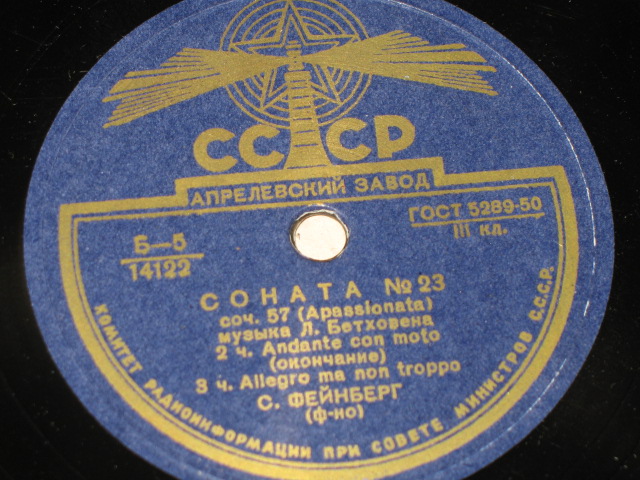 СССР
АПРЕЛЕВСКИЙ ЗАВОД
ГОСТ 5289-50
III кл.
Б—5
14122
СОНАТА №23
соч. 57 (Apassionata)
музыка Л. Бетховена
2 ч. Andante con moto
(окончание)
3 ч. Allegro ma non troppo
С. ФЕЙНБЕРГ
(ф-но)
КОМИТЕТ РАДИОИНФОРМАЦИИ ПРИ СОВЕТЕ МИНИСТРОВ С.С.С.Р.